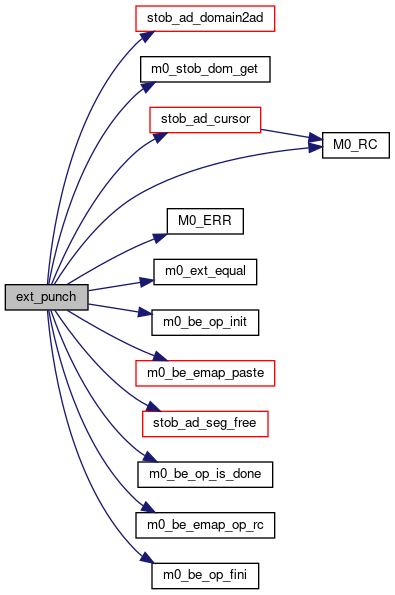 stob_ad_domain2ad
m0_stob_dom_get
stob_ad_cursor
M0_RC
M0_ERR
m0_ext_equal
ext_punch
m0_be_op_init
m0_be_emap_paste
stob_ad_seg_free
m0_be_op_is_done
m0_be_emap_op_rc
m0_be_op_fini